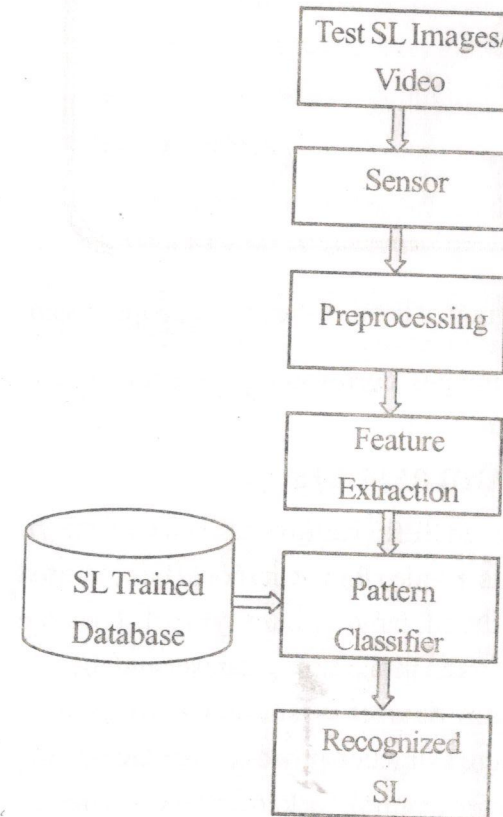 Test SL Images/
Video
Sensor
Preprocessing
Feature
Extraction
SL Trained
Database
Pattern
Classifier
Recognized
SL